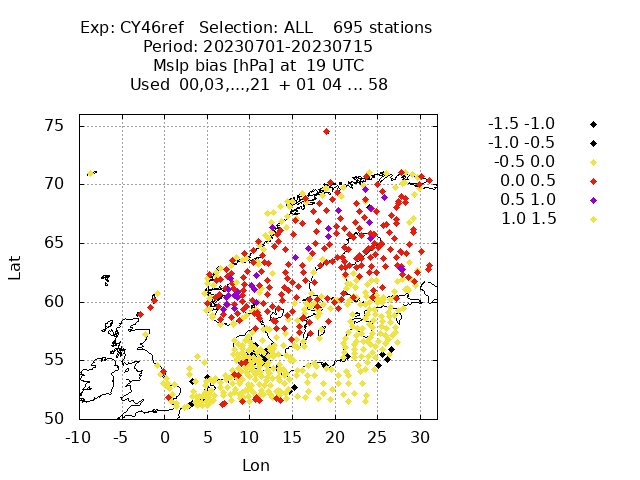 Exp: CY46ref   Selection: ALL    695 stations
Period: 20230701-20230715
Mslp bias [hPa] at  19 UTC
Used  00,03,...,21  + 01 04 ... 58
-1.5 -1.0
-1.0 -0.5
-0.5 0.0
0.0 0.5
0.5 1.0
1.0 1.5
75
70
65
60
55
50
Lat
-10 -5 0 5 10 15 20 25 30
Lon